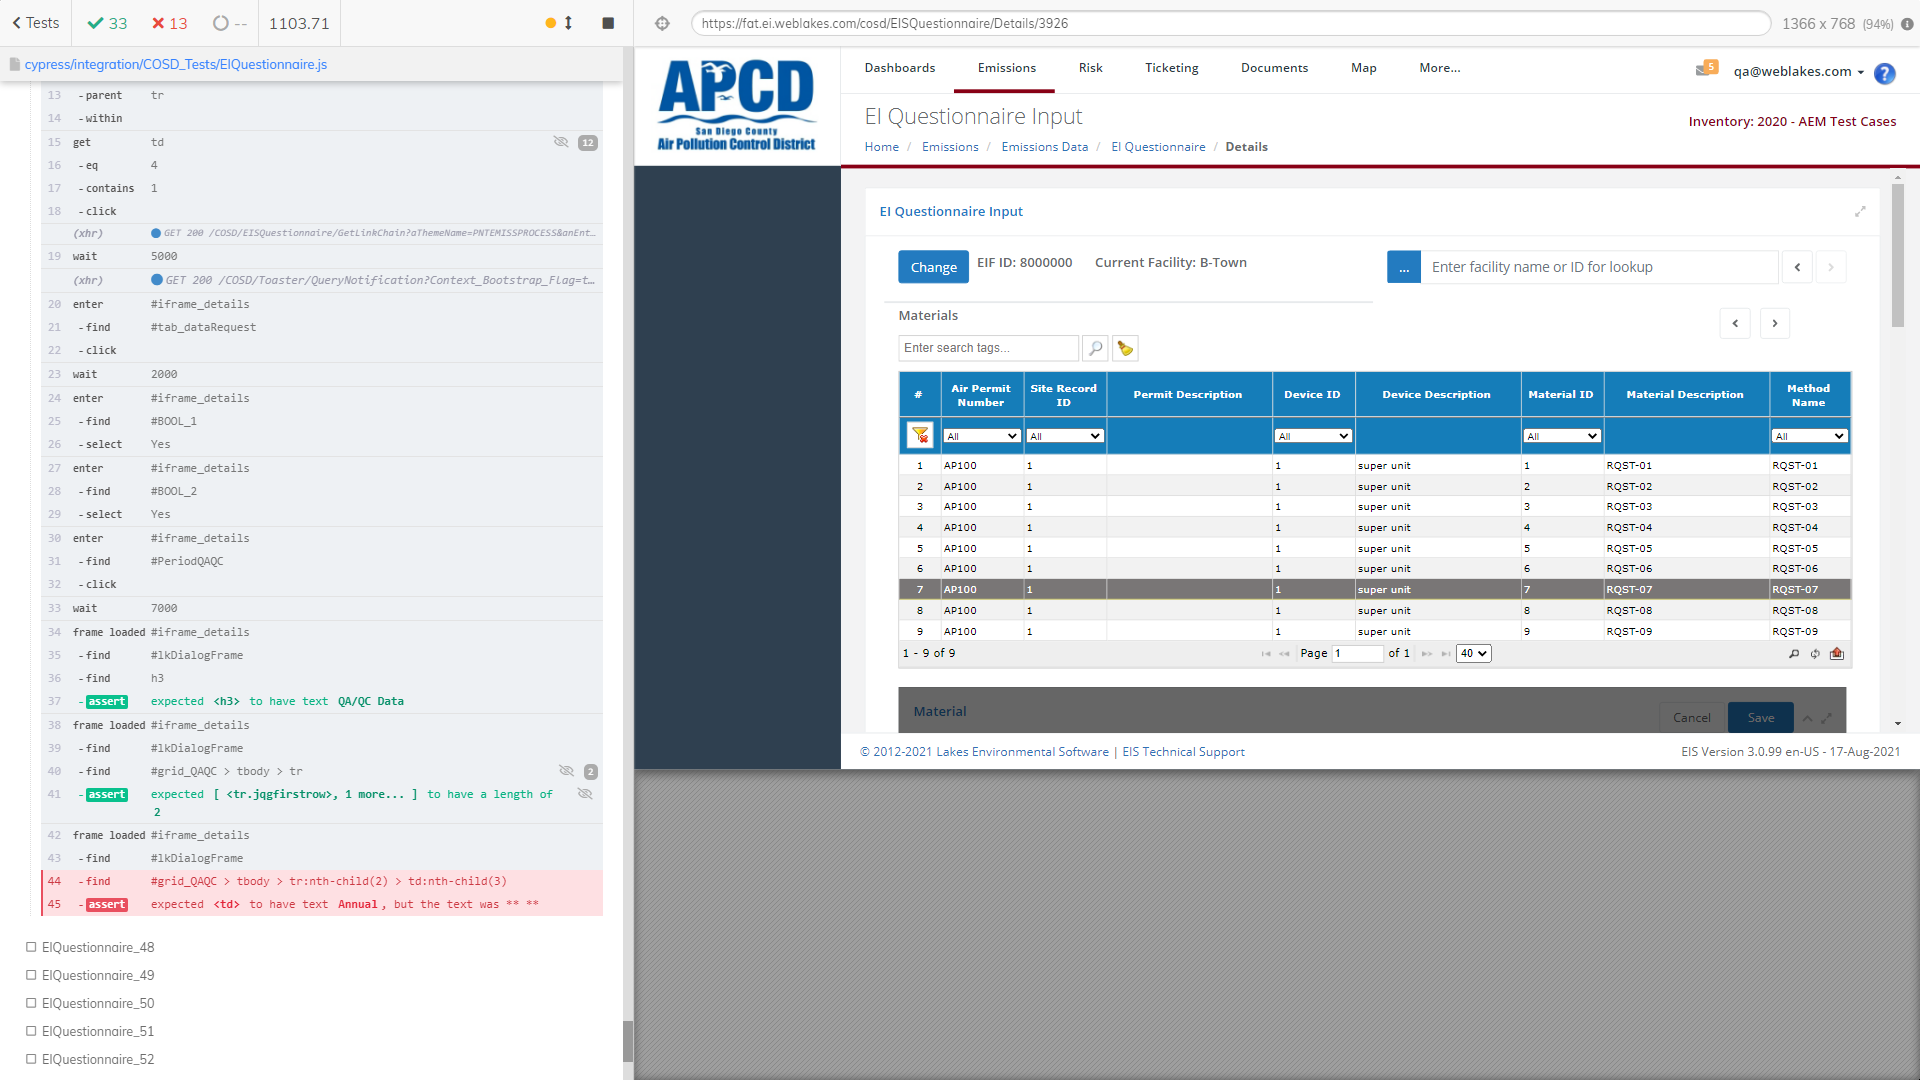 Tests
33
13
--
1103.71
https://fat.ei.weblakes.com/cosd/EISQuestionnaire/Details/3926
1366 x 768 (94%)
cypress/integration/COSD_Tests/EIQuestionnaire.js
13 -parent tr
14 -within
15 get td 12
16 -eq 4
17 -contains 1
18 -click
(xhr) GET 200 /COSD/EISQuestionnaire/GetLinkChain?aThemeName=PNTEMISSPROCESS&anEnt...
19 wait 5000
(xhr) GET 200 /COSD/Toaster/QueryNotification?Context_Bootstrap_Flag=t...
20 enter #iframe_details
21 -find #tab_dataRequest
22 -click
23 wait 2000
24 enter #iframe_details
25 -find #BOOL_1
26 -select Yes
27 enter #iframe_details
28 -find #BOOL_2
29 -select Yes
30 enter #iframe_details
31 -find #PeriodQAQC
32 -click
33 wait 7000
34 frame loaded #iframe_details
35 -find #lkDialogFrame
36 -find h3
37 -assert expected <h3> to have text QA/QC Data
38 frame loaded #iframe_details
39 -find #lkDialogFrame
40 -find #grid_QAQC > tbody > tr 2
41 -assert expected [ <tr.jqgfirstrow>, 1 more... ] to have a length of
2
42 frame loaded #iframe_details
43 -find #lkDialogFrame
44 -find #grid_QAQC > tbody > tr:nth-child(2) > td:nth-child(3)
45 -assert expected <td> to have text Annual, but the text was ** **
EIQuestionnaire_48
EIQuestionnaire_49
EIQuestionnaire_50
EIQuestionnaire_51
EIQuestionnaire_52
APCD
San Diego County
Air Pollution Control District
Dashboards Emissions Risk Ticketing Documents Map More...
5 qa@weblakes.com ?
EI Questionnaire Input
Inventory: 2020 - AEM Test Cases
Home / Emissions / Emissions Data / EI Questionnaire / Details
EI Questionnaire Input
Change EIF ID: 8000000 Current Facility: B-Town ... Enter facility name or ID for lookup
Materials
Enter search tags...
# Air Permit Number Site Record ID Permit Description Device ID Device Description Material ID Material Description Method Name
All All All All All
1 AP100 1 1 super unit 1 RQST-01 RQST-01
2 AP100 1 1 super unit 2 RQST-02 RQST-02
3 AP100 1 1 super unit 3 RQST-03 RQST-03
4 AP100 1 1 super unit 4 RQST-04 RQST-04
5 AP100 1 1 super unit 5 RQST-05 RQST-05
6 AP100 1 1 super unit 6 RQST-06 RQST-06
7 AP100 1 1 super unit 7 RQST-07 RQST-07
8 AP100 1 1 super unit 8 RQST-08 RQST-08
9 AP100 1 1 super unit 9 RQST-09 RQST-09
1 - 9 of 9 Page 1 of 1 40
Material Cancel Save
© 2012-2021 Lakes Environmental Software | EIS Technical Support
EIS Version 3.0.99 en-US - 17-Aug-2021